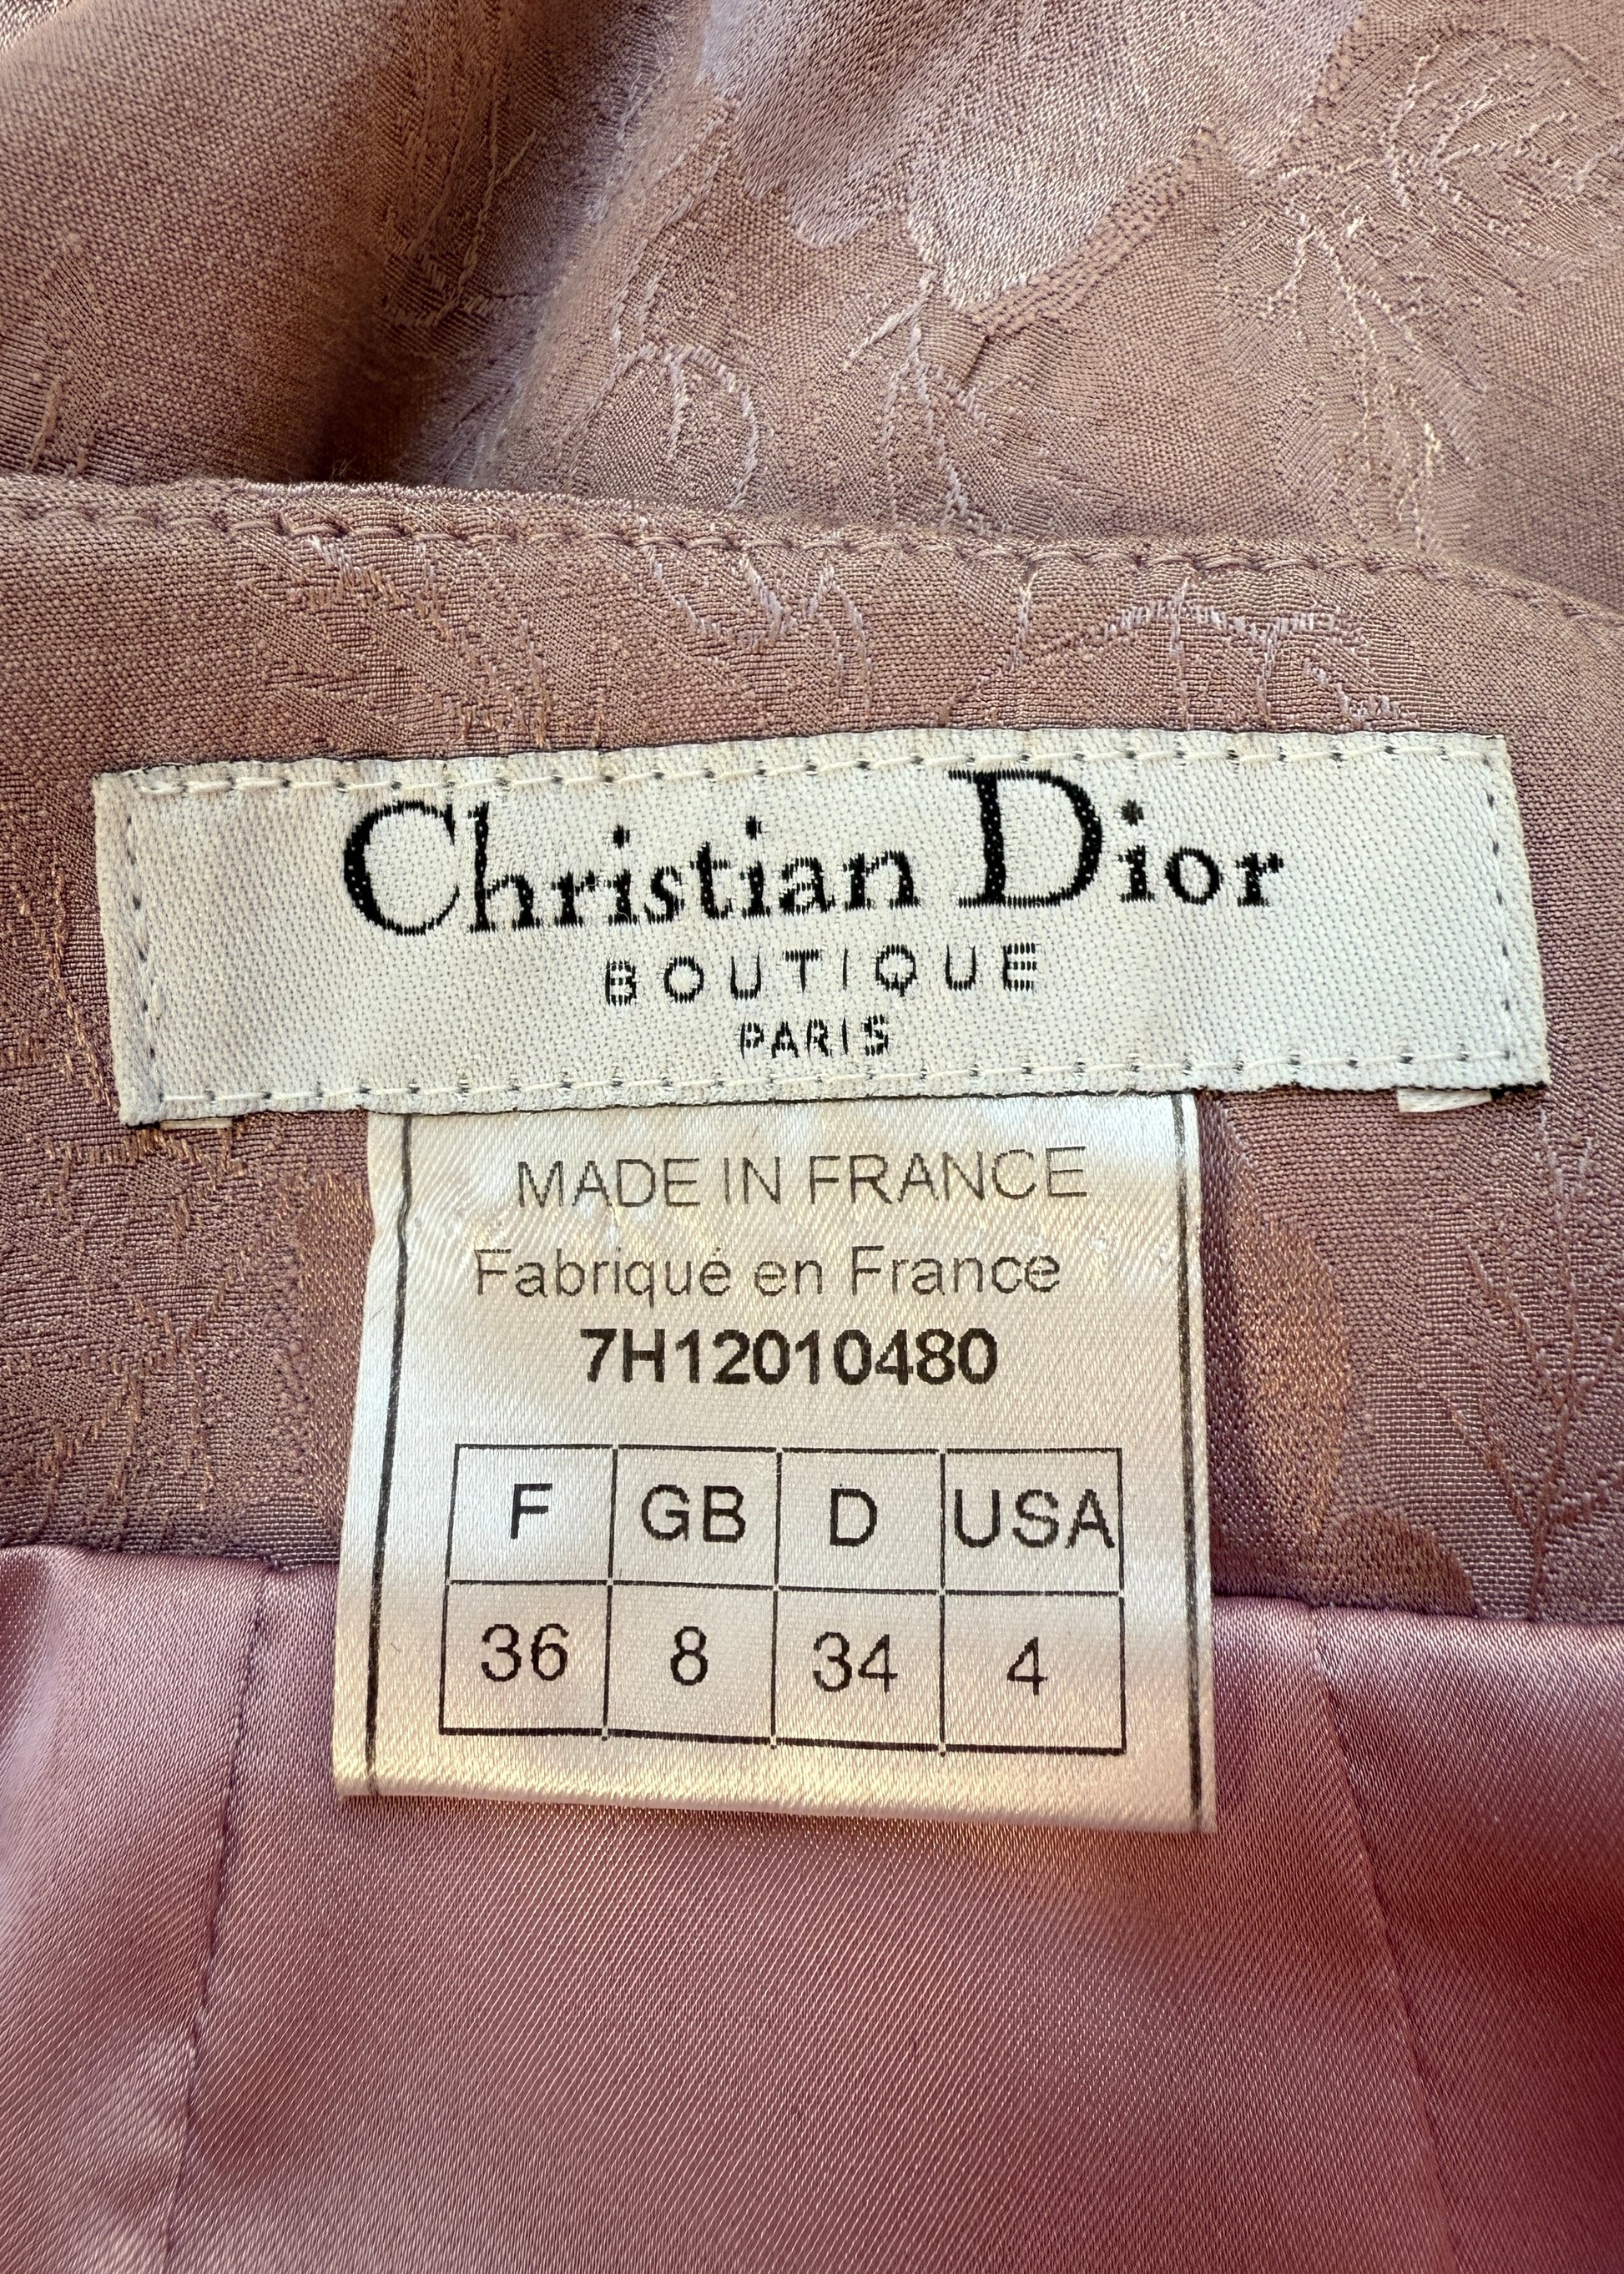 Christian Dior
BOUTIQUE
PARIS
MADE IN FRANCE
Fabriqué en France
7H12010480
F GB D USA
36 8 34 4